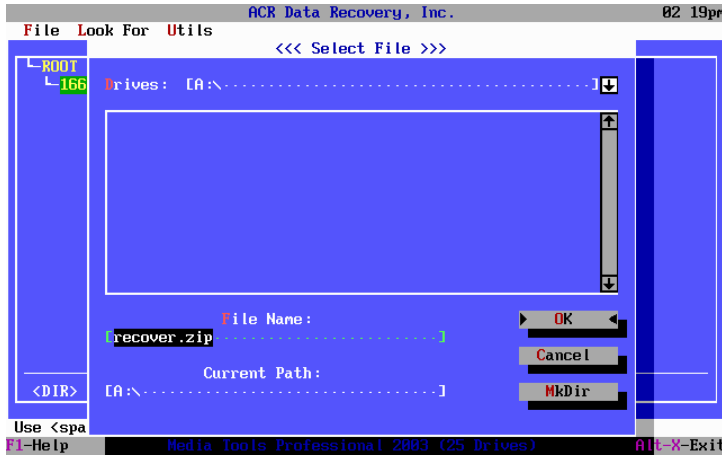 ACR Data Recovery, Inc. 02 19pm
File Look For Utils
<<< Select File >>>
ROOT
166
Drives: [A:\........................................]
File Name:
OK
[recover.zip.........................]
Cancel
Current Path:
<DIR> [A:\................................]
MkDir
Use <spa
F1-Help Media Tools Professional 2003 (25 Drives) Alt-X-Exit